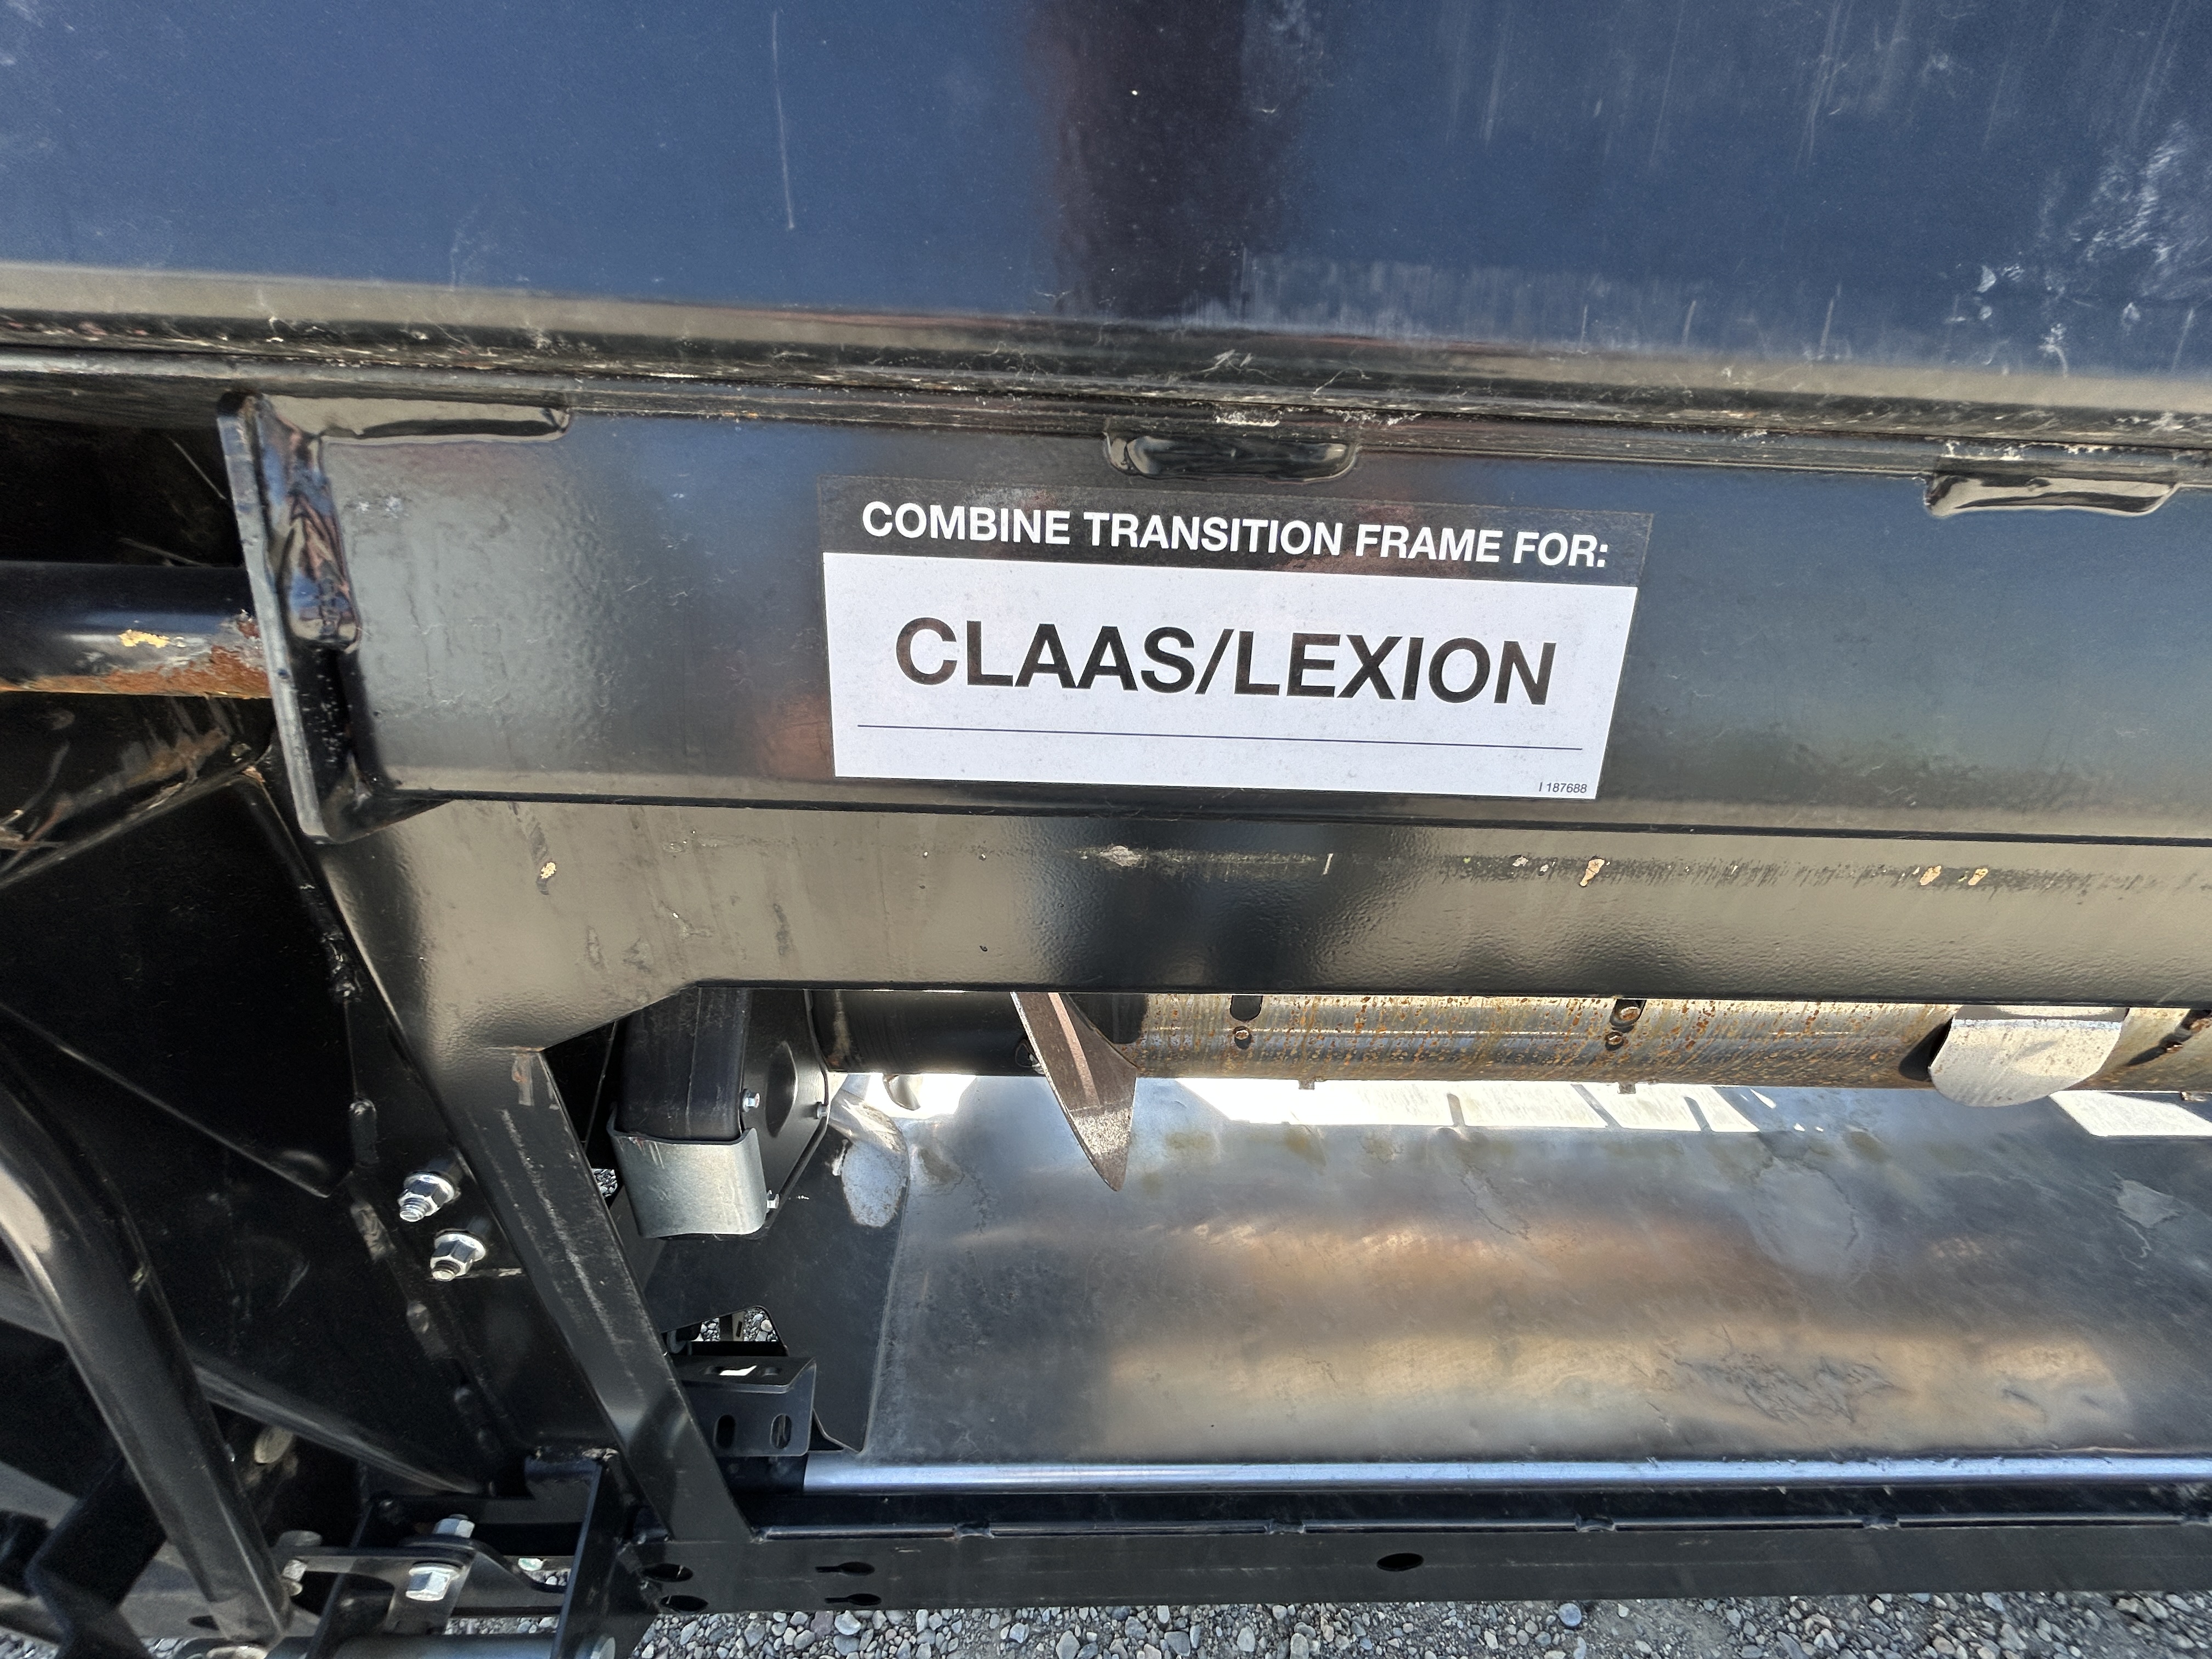 COMBINE TRANSITION FRAME FOR:
CLAAS/LEXION
I 187688